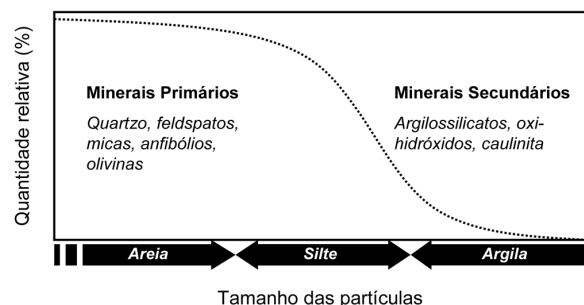 Quantidade relativa (%)
Minerais Primários
Quartzo, feldspatos,
micas, anfibólios,
olivinas
Minerais Secundários
Argilossilicatos, oxi-
hidróxidos, caulinita
Areia
Silte
Argila
Tamanho das partículas